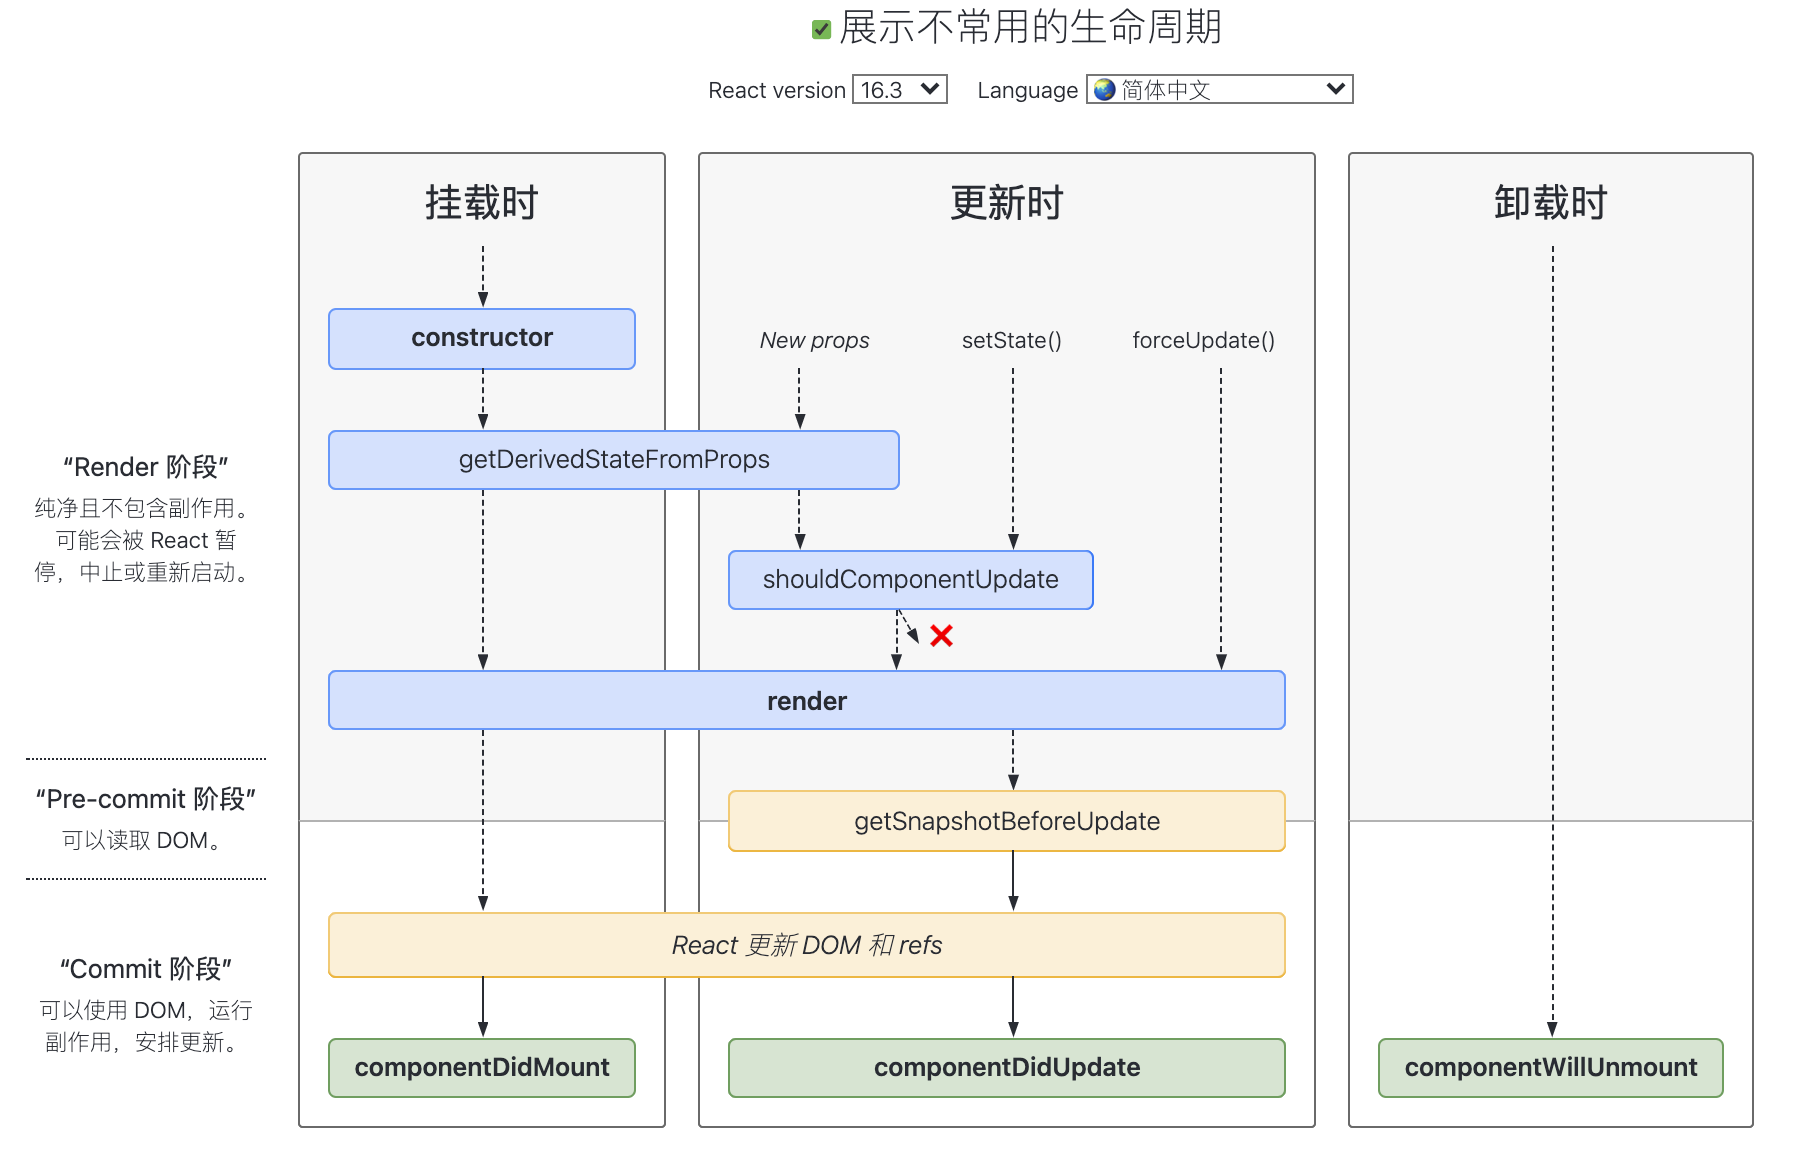 展示不常用的生命周期
React version 16.3 Language 简体中文
挂载时
更新时
卸载时
constructor
New props
setState()
forceUpdate()
getDerivedStateFromProps
shouldComponentUpdate
render
getSnapshotBeforeUpdate
React 更新 DOM 和 refs
componentDidMount
componentDidUpdate
componentWillUnmount
“Render 阶段”
纯净且不包含副作用。
可能会被 React 暂
停，中止或重新启动。
“Pre-commit 阶段”
可以读取 DOM。
“Commit 阶段”
可以使用 DOM，运行
副作用，安排更新。